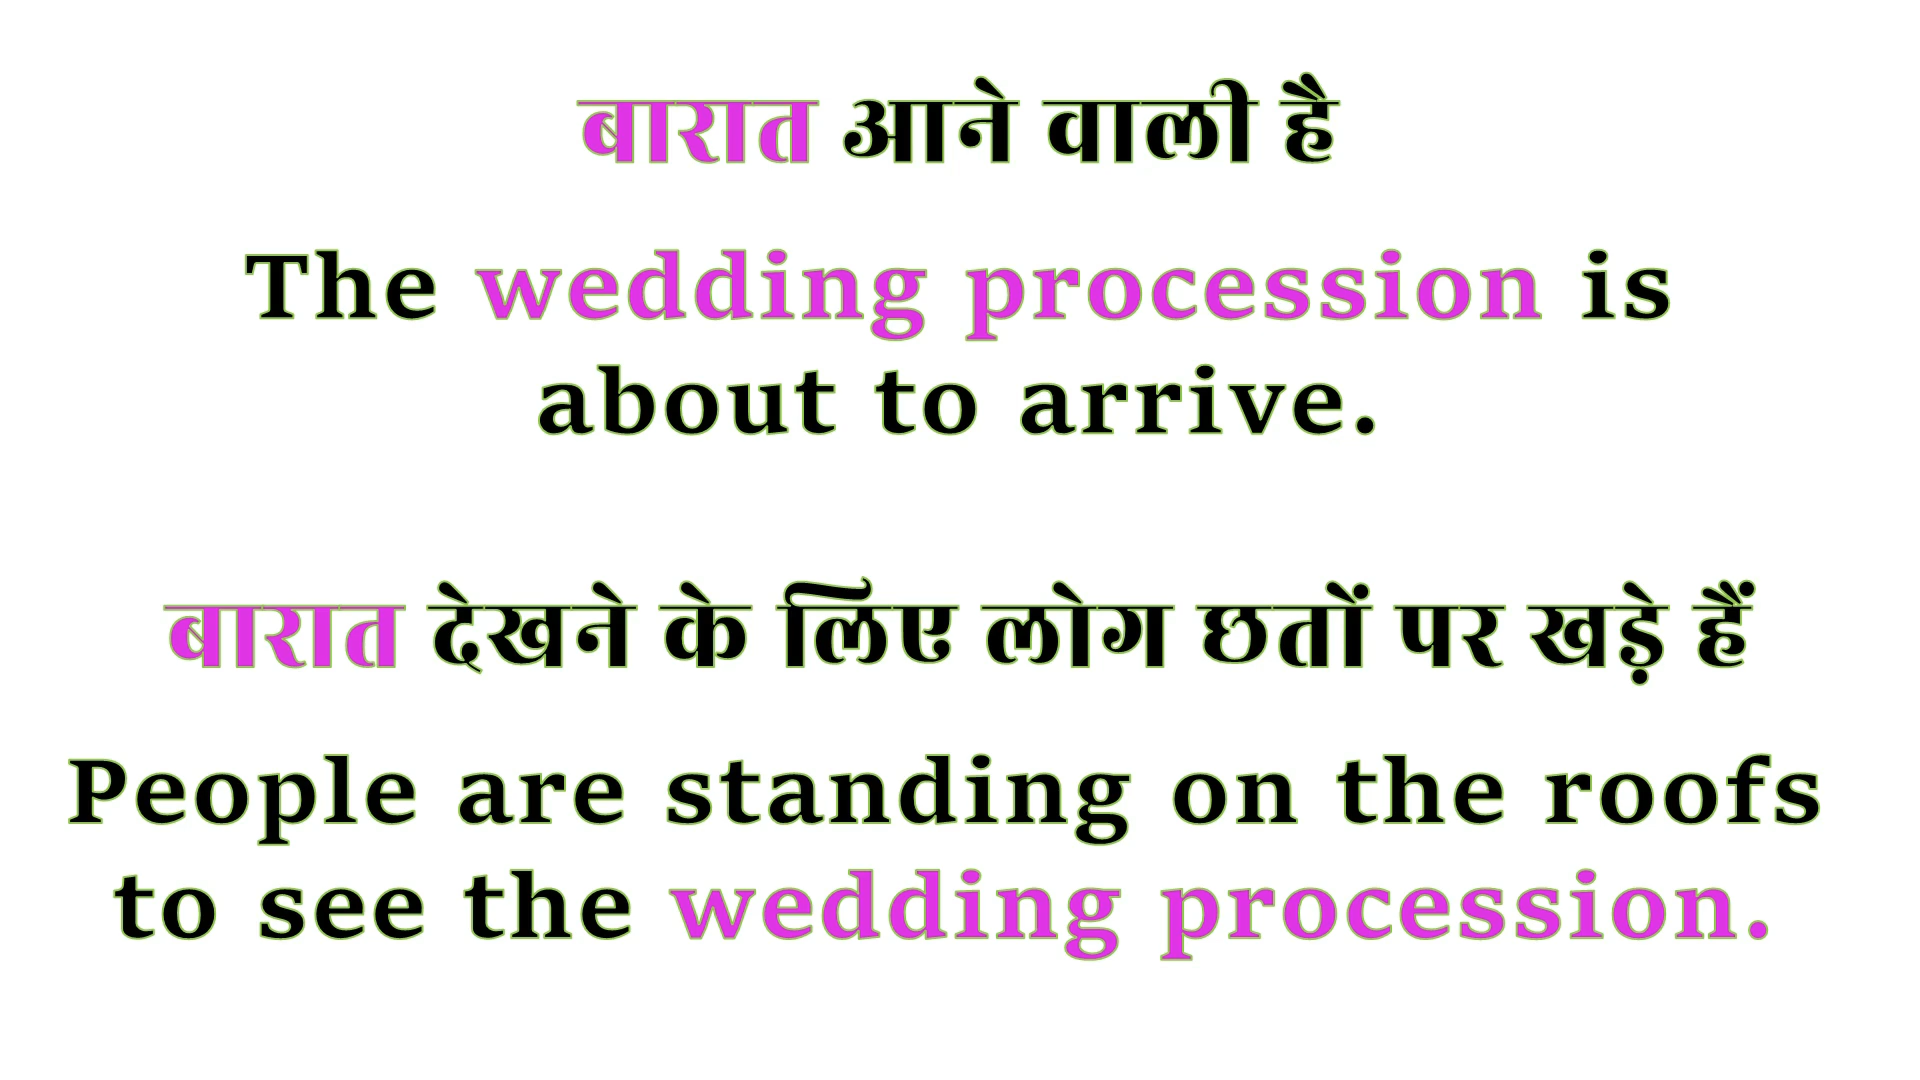 बारात आने वाली है
The wedding procession is
about to arrive.
बारात देखने के लिए लोग छतों पर खड़े हैं
People are standing on the roofs
to see the wedding procession.